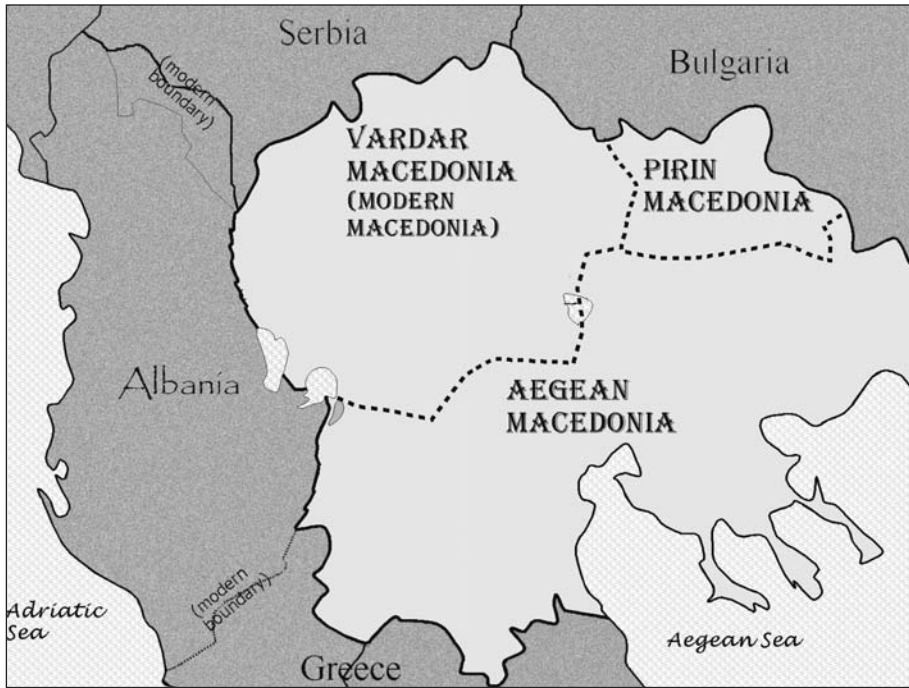 Serbia
Bulgaria
(modern
boundary)
VARDAR
MACEDONIA
(MODERN
MACEDONIA)
PIRIN
MACEDONIA
Albania
AEGEAN
MACEDONIA
(modern
boundary)
Adriatic
Sea
Greece
Aegean Sea